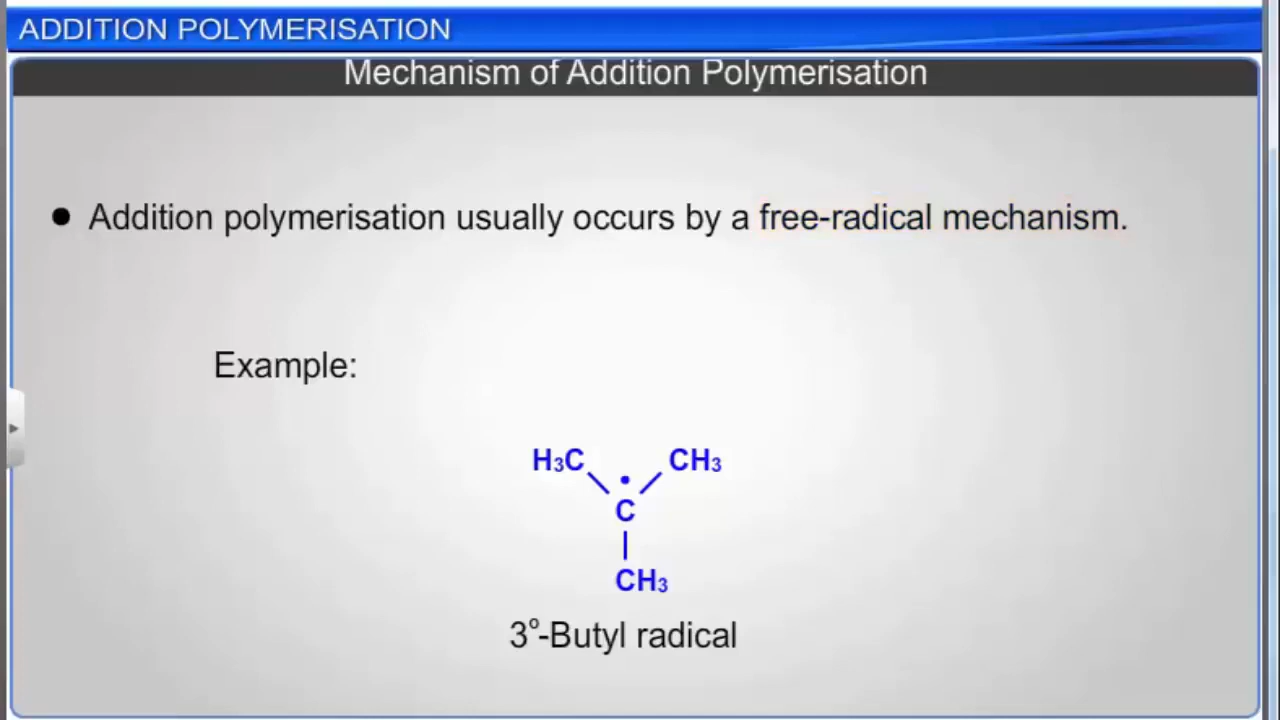 ADDITION POLYMERISATION
Mechanism of Addition Polymerisation
● Addition polymerisation usually occurs by a free-radical mechanism.
Example:
H₃C CH₃
C
CH₃
3°-Butyl radical